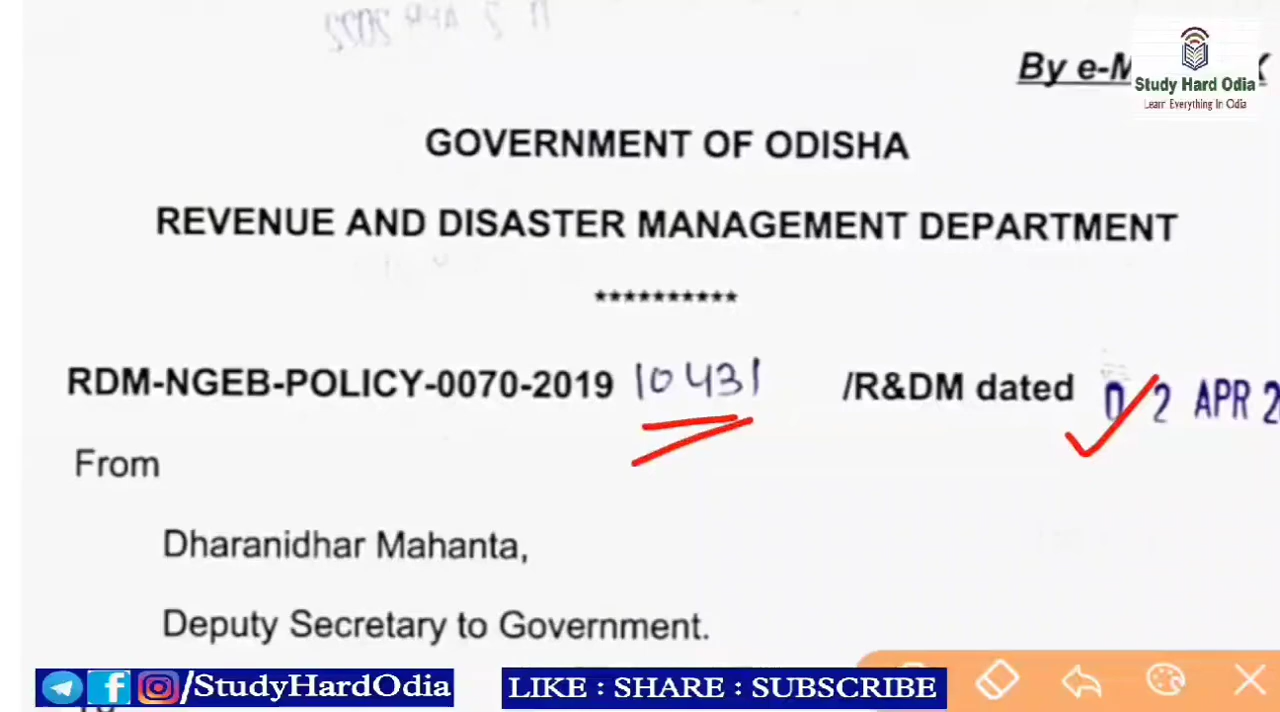 By e-M
Study Hard Odia
Learn Everything In Odia
GOVERNMENT OF ODISHA
REVENUE AND DISASTER MANAGEMENT DEPARTMENT
**********
RDM-NGEB-POLICY-0070-2019 10431 /R&DM dated 02 APR 2
From
Dharanidhar Mahanta,
Deputy Secretary to Government.
/StudyHardOdia
LIKE : SHARE : SUBSCRIBE